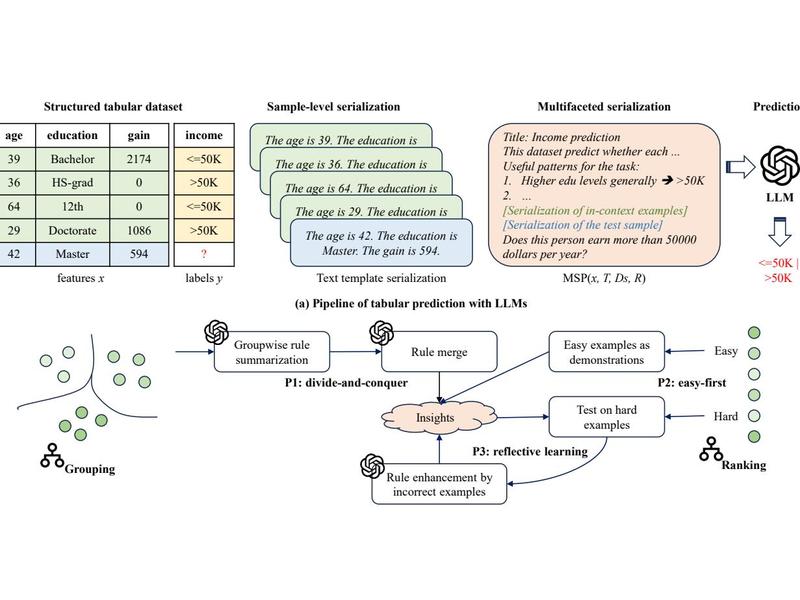 Structured tabular dataset
age education gain income
39 Bachelor 2174 <=50K
36 HS-grad 0 >50K
64 12th 0 <=50K
29 Doctorate 1086 >50K
42 Master 594 ?
features x labels y
Sample-level serialization
The age is 39. The education is
The age is 36. The education is
The age is 64. The education is
The age is 29. The education is
The age is 42. The education is
Master. The gain is 594.
Text template serialization
Multifaceted serialization
Title: Income prediction
This dataset predict whether each ...
Useful patterns for the task:
1. Higher edu levels generally ➔ >50K
2. ...
[Serialization of in-context examples]
[Serialization of the test sample]
Does this person earn more than 50000
dollars per year?
MSP(x, T, Ds, R)
Predictio
LLM
<=50K |
>50K
(a) Pipeline of tabular prediction with LLMs
Grouping
Groupwise rule
summarization
Rule merge
P1: divide-and-conquer
Easy examples as
demonstrations
Easy
P2: easy-first
Insights
Test on hard
examples
Hard
P3: reflective learning
Rule enhancement by
incorrect examples
Ranking